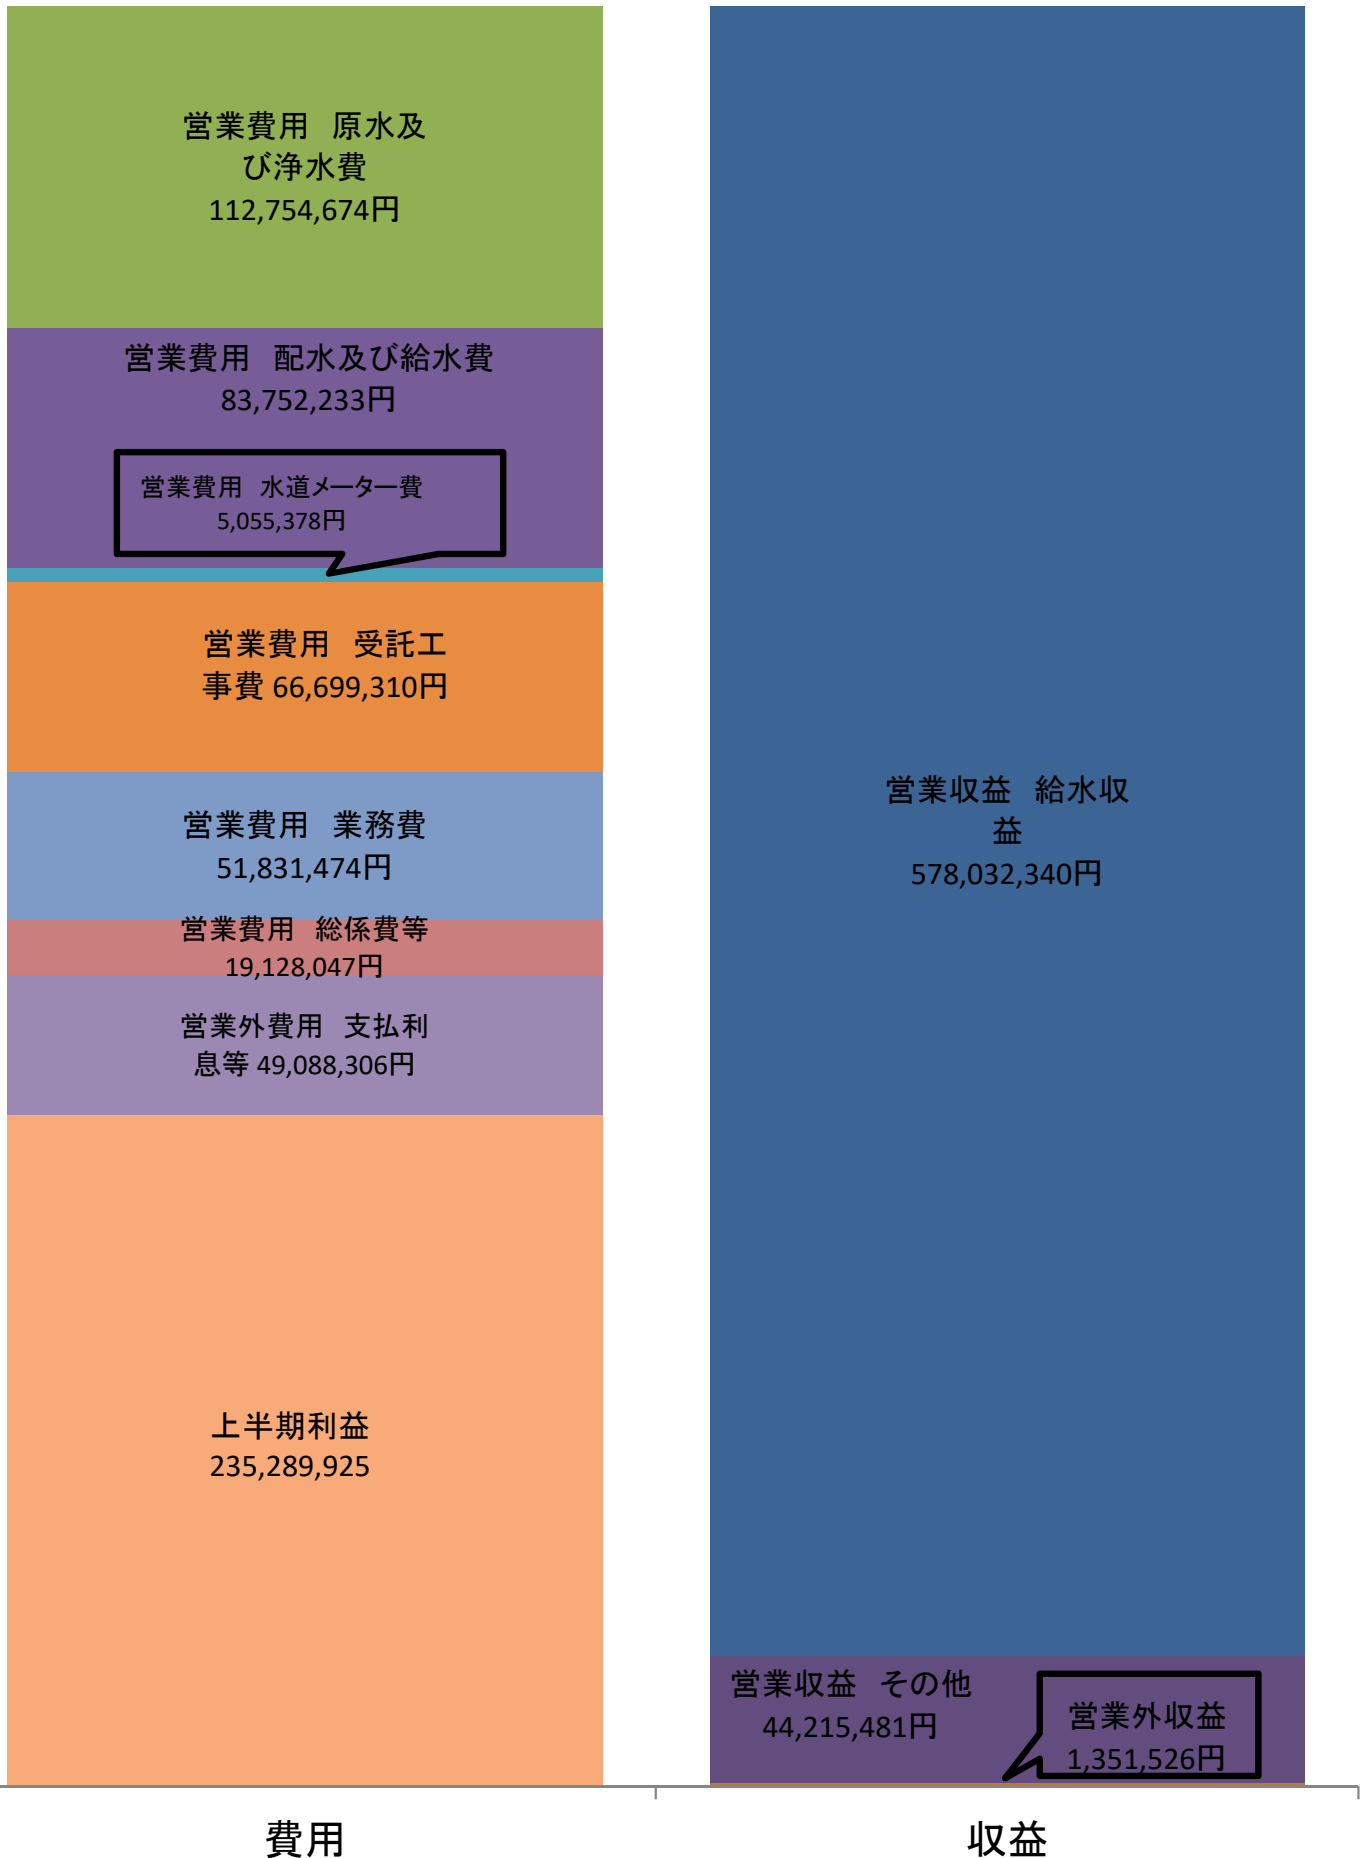 営業費用　原水及
び浄水費
112,754,674円
営業費用　配水及び給水費
83,752,233円
営業費用　水道メーター費
5,055,378円
営業費用　受託工
事費 66,699,310円
営業費用　業務費
51,831,474円
営業費用　総係費等
19,128,047円
営業外費用　支払利
息等 49,088,306円
上半期利益
235,289,925
費用
営業収益　給水収
益
578,032,340円
営業収益　その他
44,215,481円
営業外収益
1,351,526円
収益